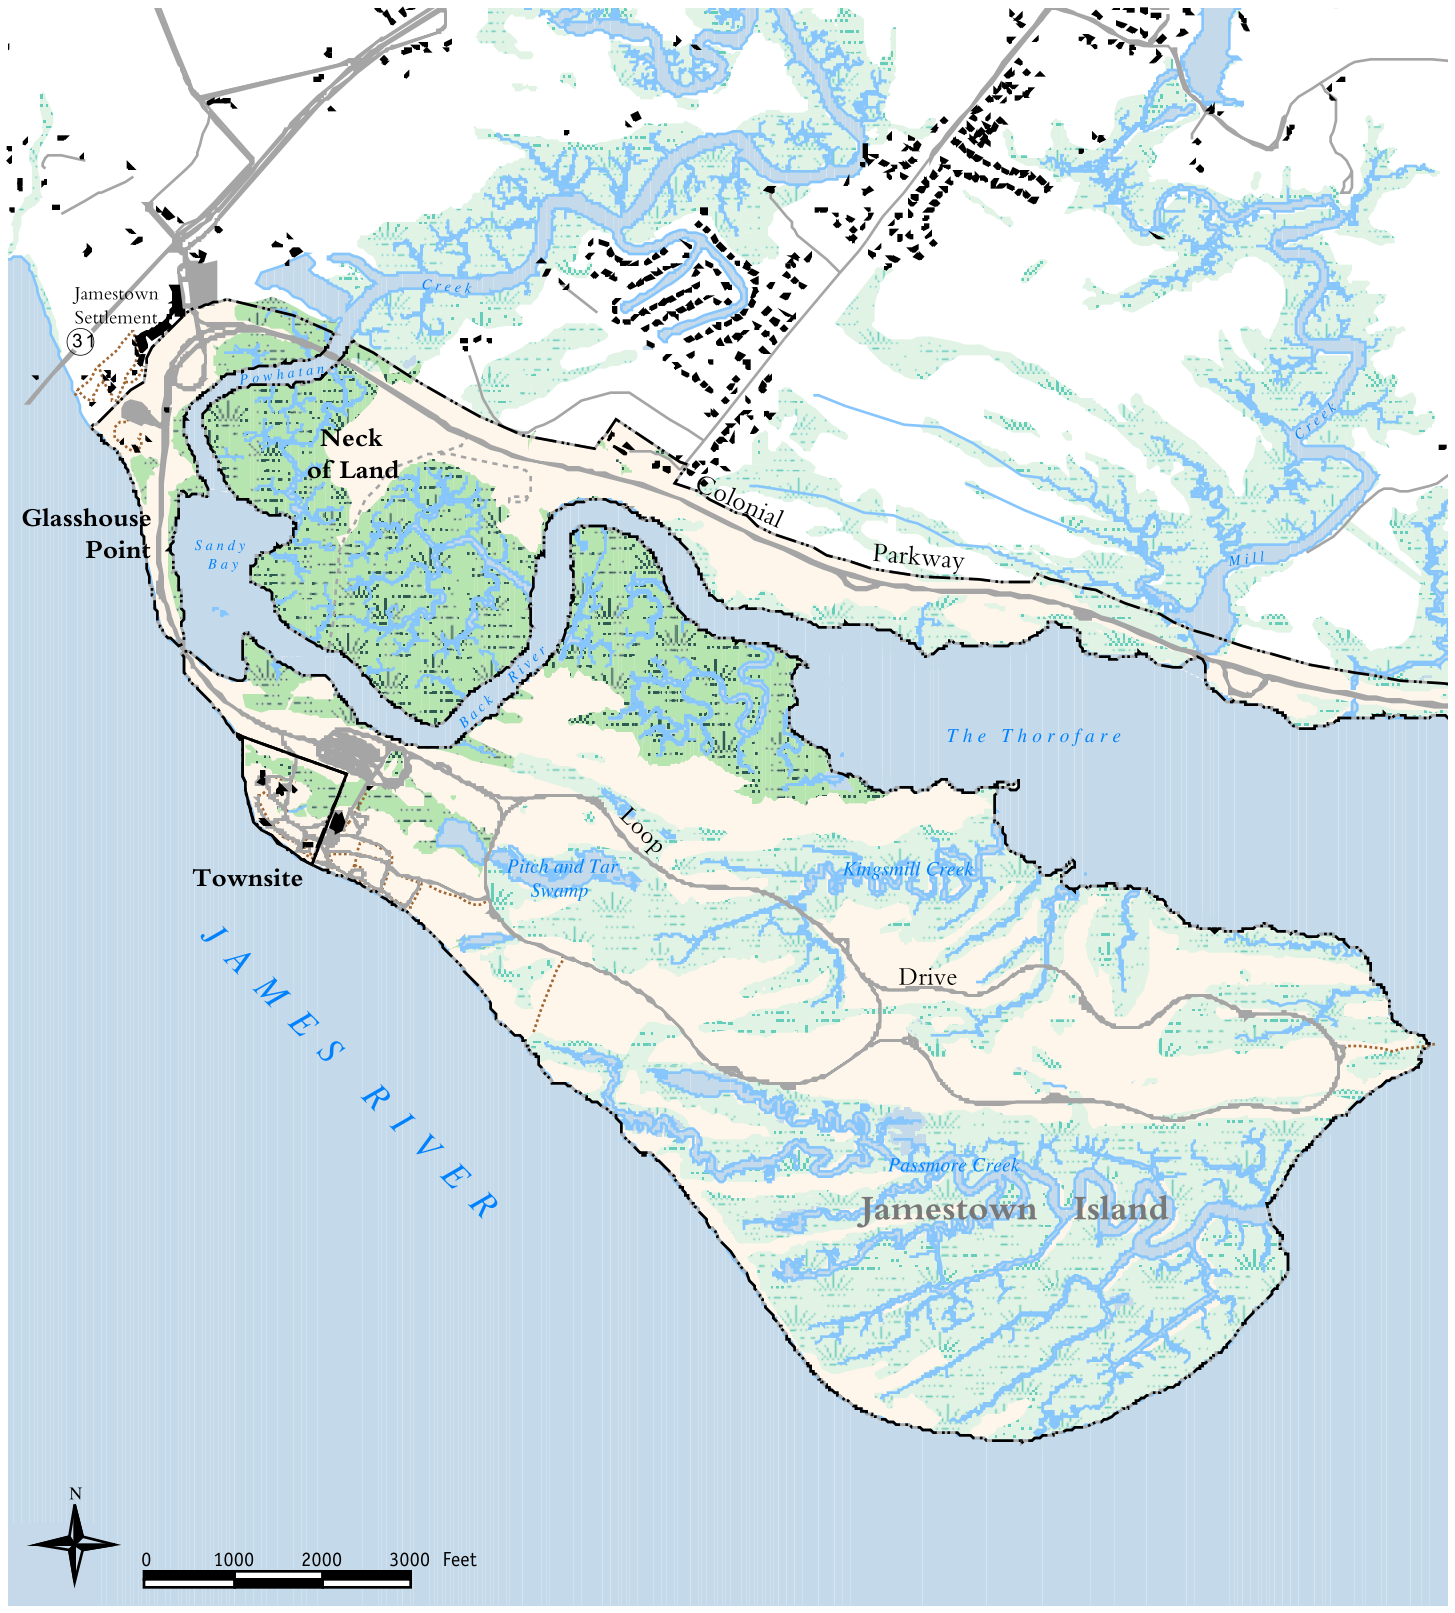 Creek
Jamestown
Settlement
31
Powhatan
Creek
Neck
of Land
Colonial
Glasshouse
Point
Sandy
Bay
Parkway
Mill
Back River
The Thorofare
Loop
Pitch and Tar
Swamp
Kingsmill Creek
Townsite
JAMES RIVER
Drive
Passmore Creek
Jamestown Island
N
0 1000 2000 3000 Feet